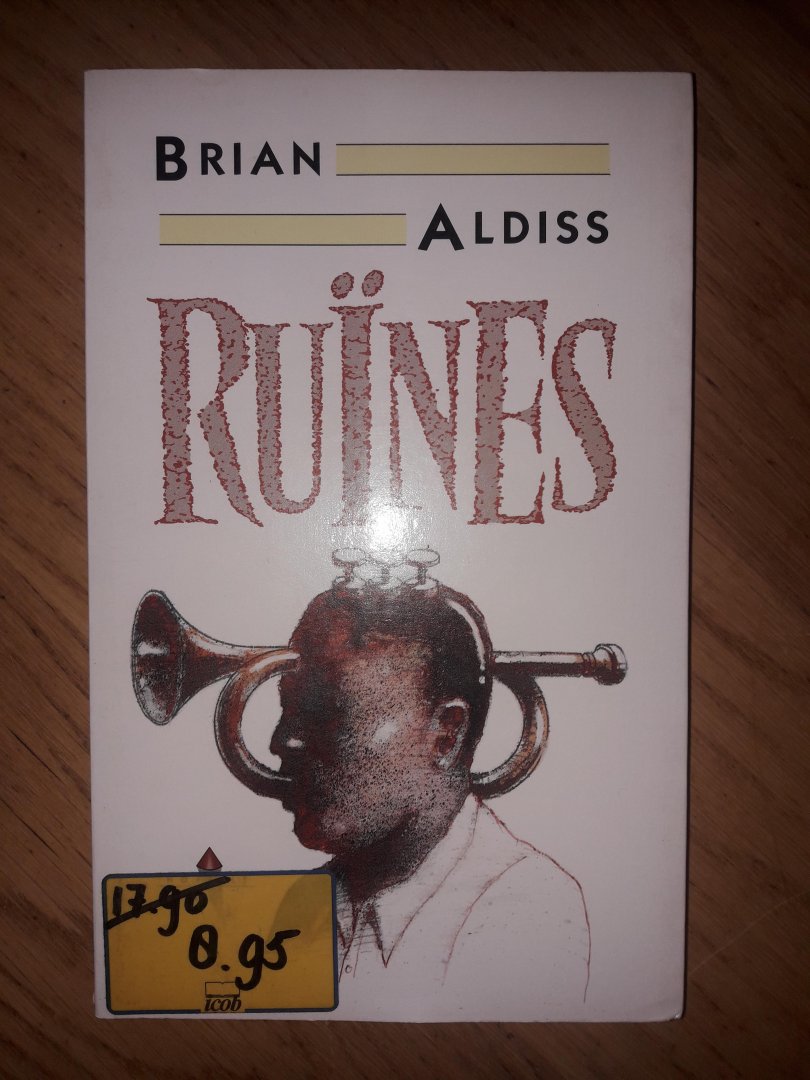 BRIAN
ALDISS
RUÏNES
17.90
0.95
icob